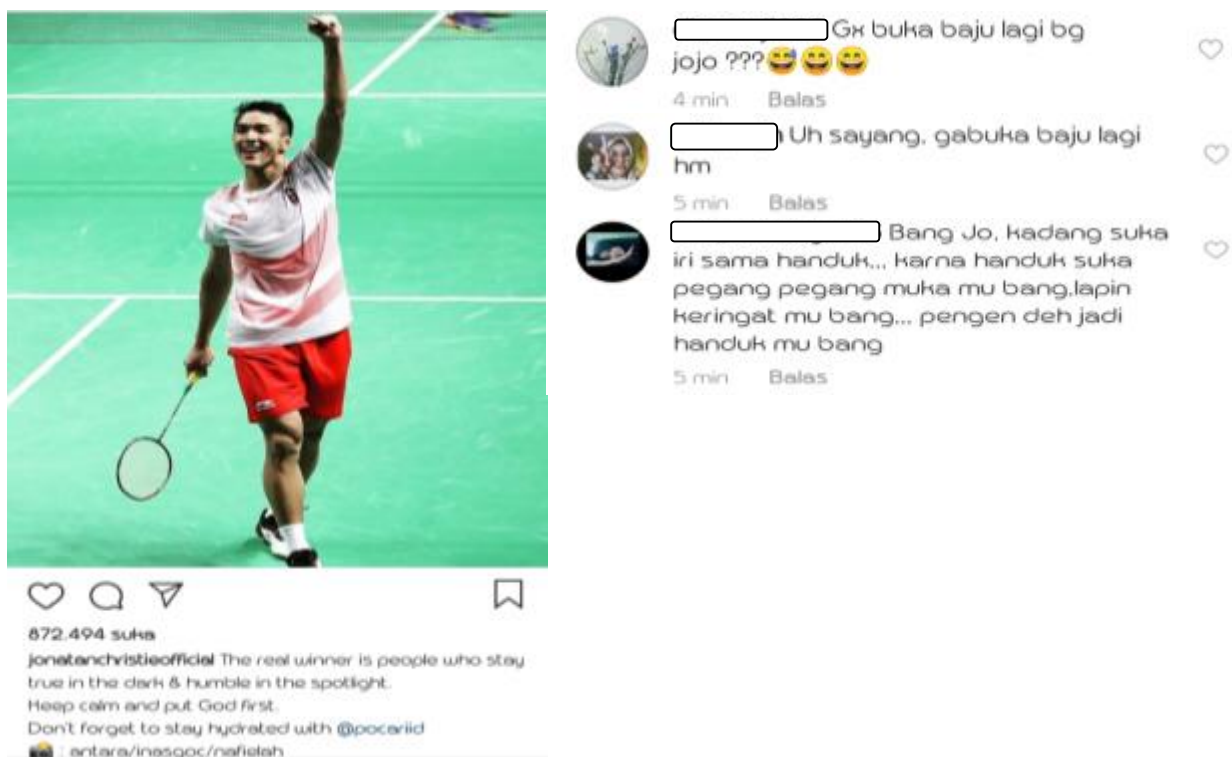 872.494 suka
jonatanchristieofficial The real winner is people who stay
true in the dark & humble in the spotlight.
Keep calm and put God first.
Don't forget to stay hydrated with @pocariid
: antara/inasgoc/nafielah
Gx buka baju lagi bg
jojo ???😅😄😄
4 min Balas
Uh sayang, gabuka baju lagi
hm
5 min Balas
Bang Jo, kadang suka
iri sama handuk,,, karna handuk suka
pegang pegang muka mu bang,lapin
keringat mu bang,,, pengen deh jadi
handuk mu bang
5 min Balas